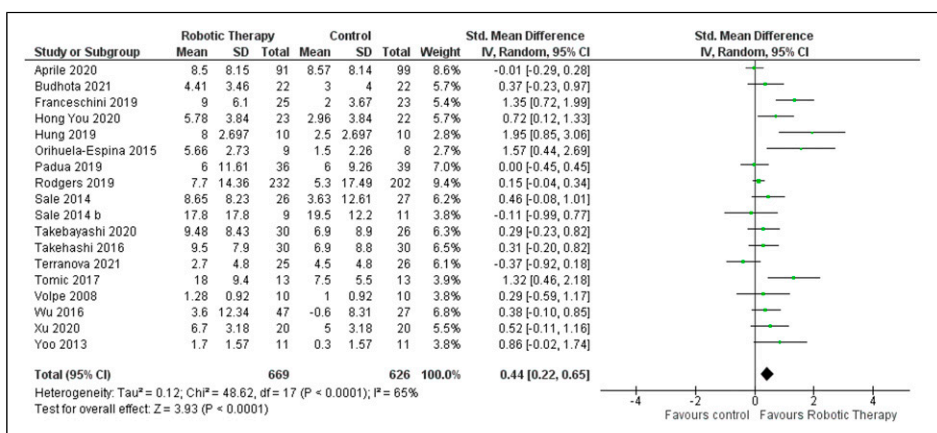 Robotic Therapy Control Std. Mean Difference Std. Mean Difference
Study or Subgroup Mean SD Total Mean SD Total Weight IV, Random, 95% CI IV, Random, 95% CI
Aprile 2020 8.5 8.15 91 8.57 8.14 99 8.6% -0.01 [-0.29, 0.28]
Budhota 2021 4.41 3.46 22 3 4 22 5.7% 0.37 [-0.23, 0.97]
Franceschini 2019 9 6.1 25 2 3.67 23 5.4% 1.35 [0.72, 1.99]
Hong You 2020 5.78 3.84 23 2.96 3.84 22 5.7% 0.72 [0.12, 1.33]
Hung 2019 8 2.697 10 2.5 2.697 10 2.8% 1.95 [0.85, 3.06]
Orihuela-Espina 2015 5.66 2.73 9 1.5 2.26 8 2.7% 1.57 [0.44, 2.69]
Padua 2019 6 11.61 36 6 9.26 39 7.1% 0.00 [-0.45, 0.45]
Rodgers 2019 7.7 14.36 232 5.3 17.49 202 9.4% 0.15 [-0.04, 0.34]
Sale 2014 8.65 8.23 26 3.63 12.61 27 6.2% 0.46 [-0.08, 1.01]
Sale 2014 b 17.8 17.8 9 19.5 12.2 11 3.8% -0.11 [-0.99, 0.77]
Takebayashi 2020 9.48 8.43 30 6.9 8.9 26 6.3% 0.29 [-0.23, 0.82]
Takehashi 2016 9.5 7.9 30 6.9 8.8 30 6.5% 0.31 [-0.20, 0.82]
Terranova 2021 2.7 4.8 25 4.5 4.8 26 6.1% -0.37 [-0.92, 0.18]
Tomic 2017 18 9.4 13 7.5 5.5 13 3.9% 1.32 [0.46, 2.18]
Volpe 2008 1.28 0.92 10 1 0.92 10 3.8% 0.29 [-0.59, 1.17]
Wu 2016 3.6 12.34 47 -0.6 8.31 27 6.8% 0.38 [-0.10, 0.85]
Xu 2020 6.7 3.18 20 5 3.18 20 5.4% 0.52 [-0.11, 1.16]
Yoo 2013 1.7 1.57 11 0.3 1.57 11 3.8% 0.86 [-0.02, 1.74]
Total (95% CI) 669 626 100.0% 0.44 [0.22, 0.65]
Heterogeneity: Tau² = 0.12; Chi² = 48.62, df = 17 (P < 0.0001); I² = 65%
Test for overall effect: Z = 3.93 (P < 0.0001)
-4 -2 0 2 4
Favours control Favours Robotic Therapy